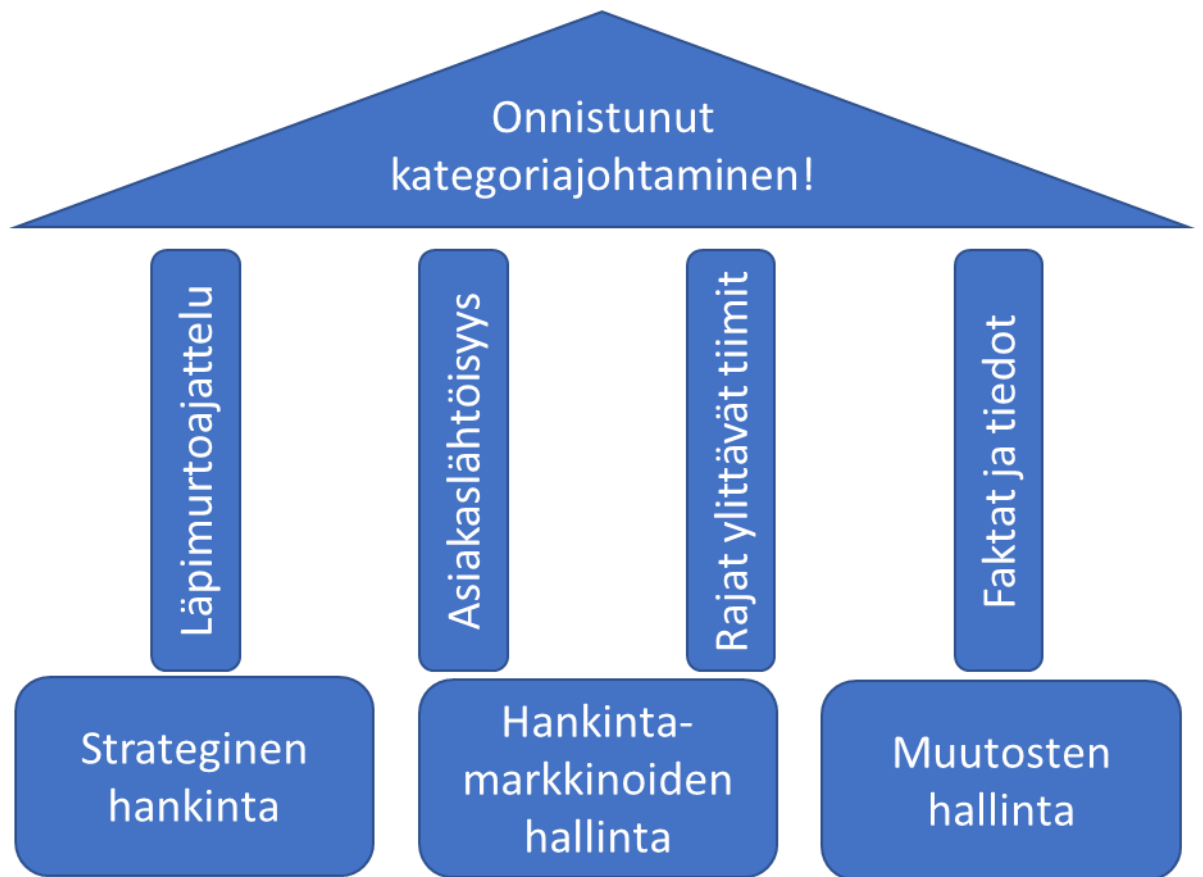 Onnistunut
kategoriajohtaminen!
Läpimurtoajattelu
Asiakaslähtöisyys
Rajat ylittävät tiimit
Faktat ja tiedot
Strateginen
hankinta
Hankinta-
markkinoiden
hallinta
Muutosten
hallinta